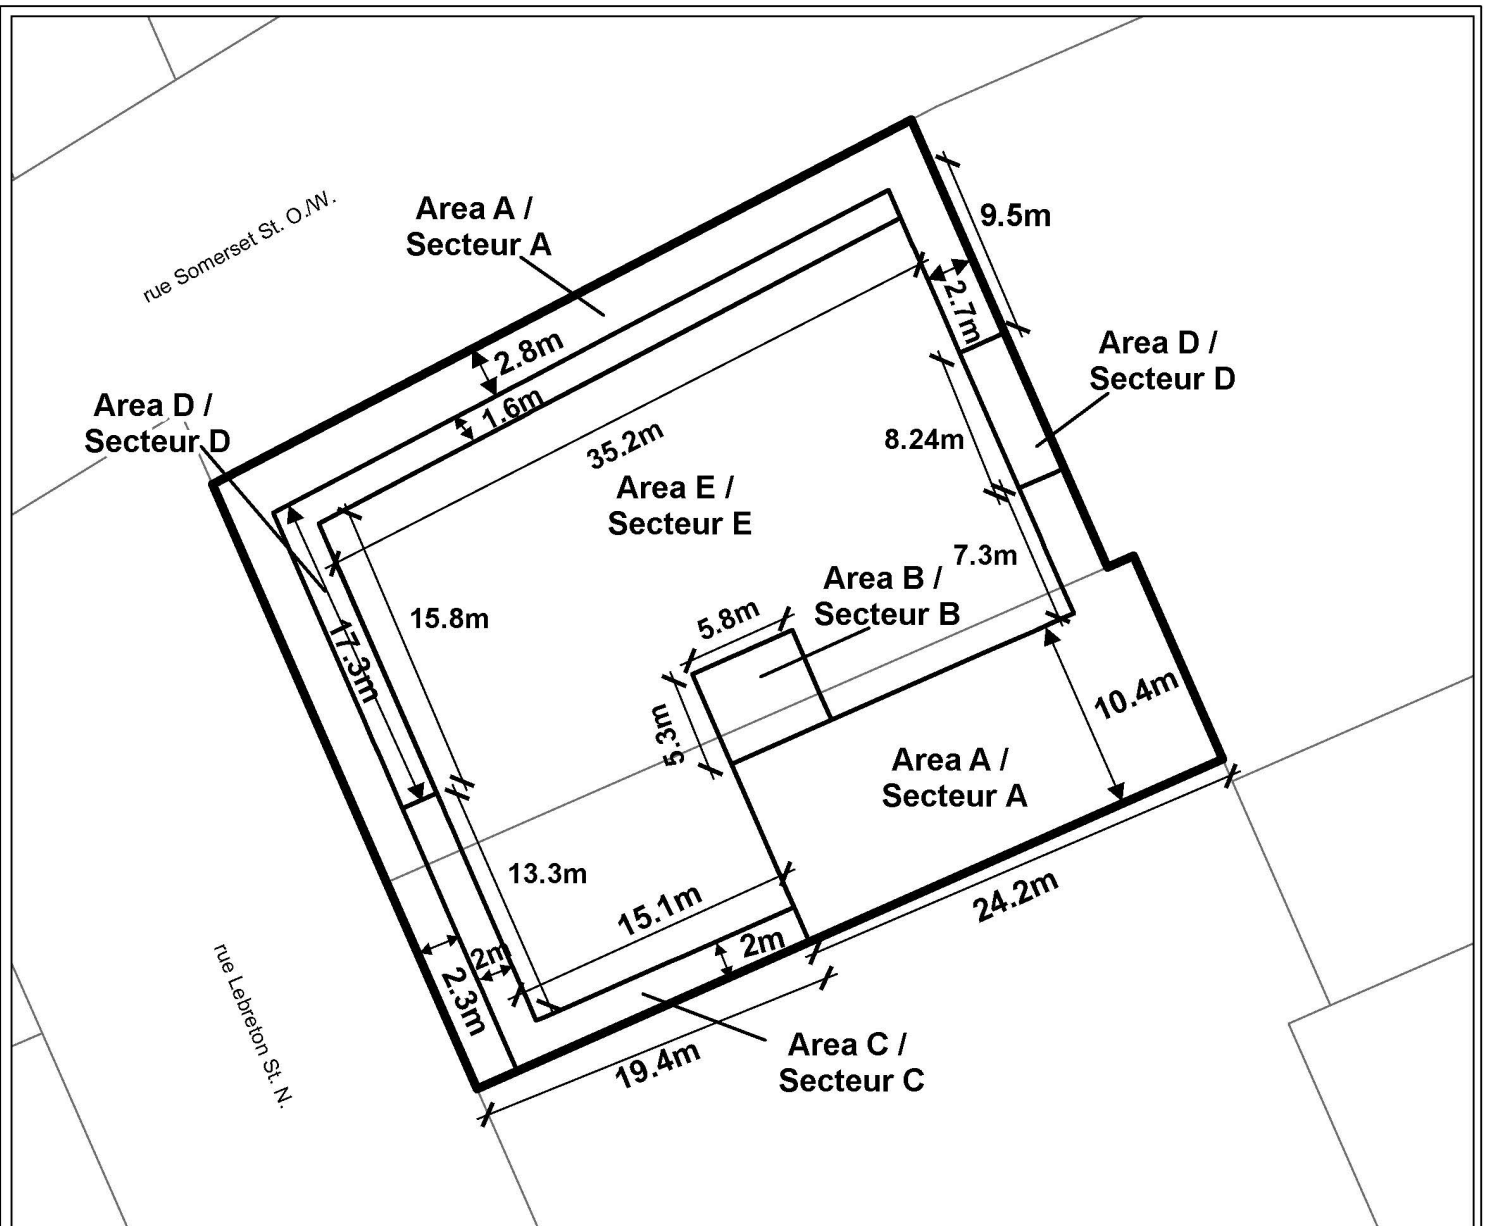 Area A /
Secteur A
rue Somerset St. O./W.
9.5m
2.7m
2.8m
Area D /
Secteur D
Area D /
Secteur D
1.6m
35.2m
8.24m
Area E /
Secteur E
7.3m
Area B /
Secteur B
5.8m
15.8m
17.3m
5.3m
10.4m
Area A /
Secteur A
13.3m
15.1m
24.2m
2m
2m
2.3m
rue Lebreton St. N.
19.4m
Area C /
Secteur C